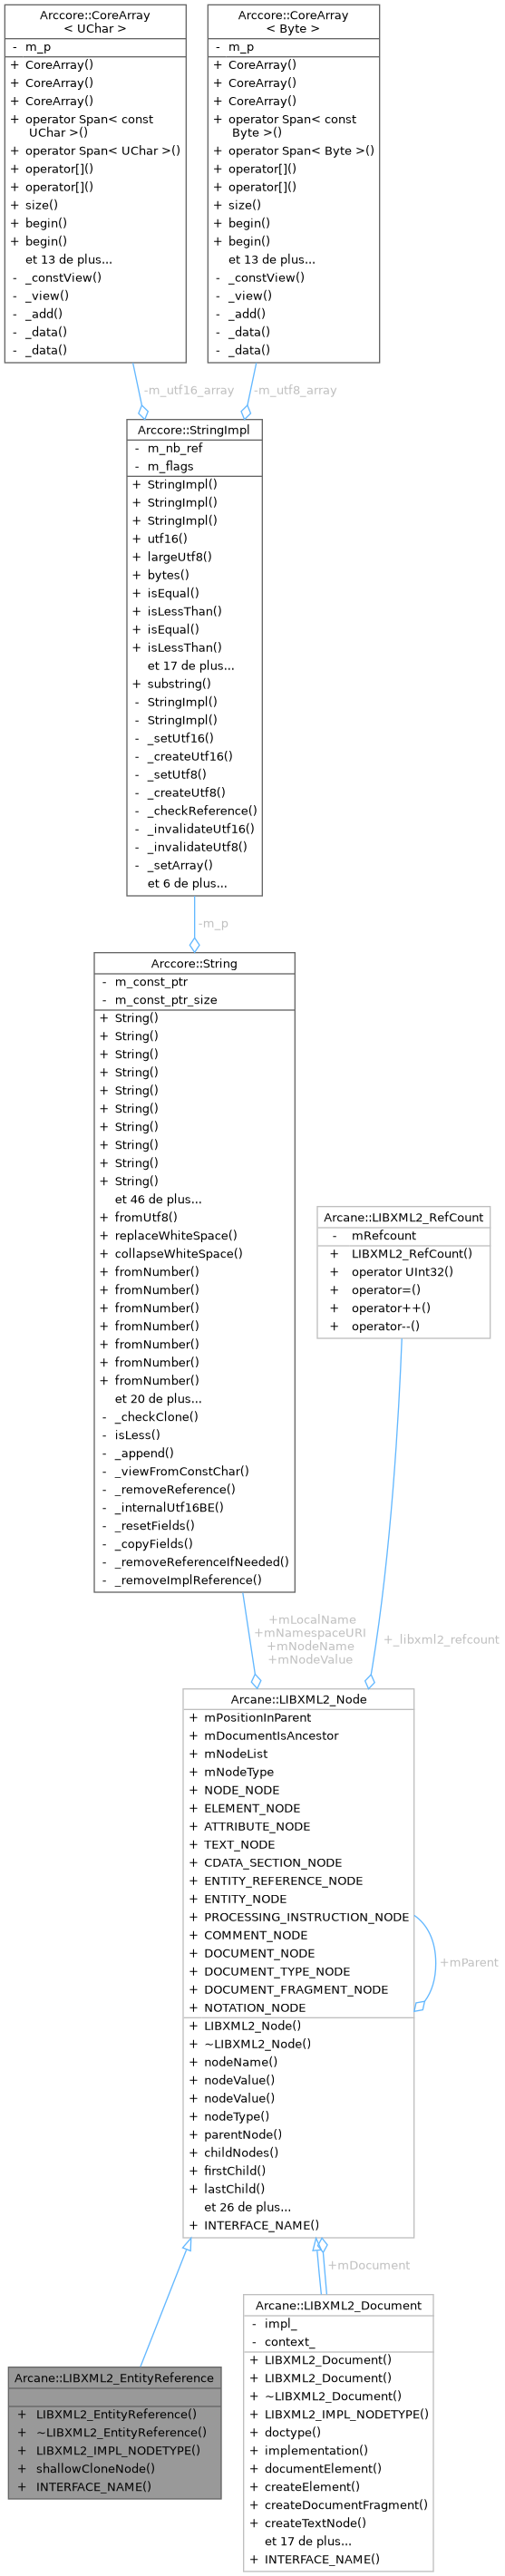 Arccore::CoreArray
< UChar >
- m_p
+ CoreArray()
+ CoreArray()
+ CoreArray()
+ operator Span< const
UChar >()
+ operator Span< UChar >()
+ operator[]()
+ operator[]()
+ size()
+ begin()
+ begin()
et 13 de plus...
- _constView()
- _view()
- _add()
- _data()
- _data()
Arccore::CoreArray
< Byte >
- m_p
+ CoreArray()
+ CoreArray()
+ CoreArray()
+ operator Span< const
Byte >()
+ operator Span< Byte >()
+ operator[]()
+ operator[]()
+ size()
+ begin()
+ begin()
et 13 de plus...
- _constView()
- _view()
- _add()
- _data()
- _data()
-m_utf16_array
-m_utf8_array
Arccore::StringImpl
- m_nb_ref
- m_flags
+ StringImpl()
+ StringImpl()
+ StringImpl()
+ utf16()
+ largeUtf8()
+ bytes()
+ isEqual()
+ isLessThan()
+ isEqual()
+ isLessThan()
et 17 de plus...
+ substring()
- StringImpl()
- StringImpl()
- _setUtf16()
- _createUtf16()
- _setUtf8()
- _createUtf8()
- _checkReference()
- _invalidateUtf16()
- _invalidateUtf8()
- _setArray()
et 6 de plus...
-m_p
Arccore::String
- m_const_ptr
- m_const_ptr_size
+ String()
+ String()
+ String()
+ String()
+ String()
+ String()
+ String()
+ String()
+ String()
+ String()
et 46 de plus...
+ fromUtf8()
+ replaceWhiteSpace()
+ collapseWhiteSpace()
+ fromNumber()
+ fromNumber()
+ fromNumber()
+ fromNumber()
+ fromNumber()
+ fromNumber()
+ fromNumber()
et 20 de plus...
- _checkClone()
- isLess()
- _append()
- _viewFromConstChar()
- _removeReference()
- _internalUtf16BE()
- _resetFields()
- _copyFields()
- _removeReferenceIfNeeded()
- _removeImplReference()
Arcane::LIBXML2_RefCount
- mRefcount
+ LIBXML2_RefCount()
+ operator UInt32()
+ operator=()
+ operator++()
+ operator--()
+mLocalName
+mNamespaceURI
+mNodeName
+mNodeValue
+_libxml2_refcount
Arcane::LIBXML2_Node
+ mPositionInParent
+ mDocumentIsAncestor
+ mNodeList
+ mNodeType
+ NODE_NODE
+ ELEMENT_NODE
+ ATTRIBUTE_NODE
+ TEXT_NODE
+ CDATA_SECTION_NODE
+ ENTITY_REFERENCE_NODE
+ ENTITY_NODE
+ PROCESSING_INSTRUCTION_NODE
+ COMMENT_NODE
+ DOCUMENT_NODE
+ DOCUMENT_TYPE_NODE
+ DOCUMENT_FRAGMENT_NODE
+ NOTATION_NODE
+ LIBXML2_Node()
+ ~LIBXML2_Node()
+ nodeName()
+ nodeValue()
+ nodeValue()
+ nodeType()
+ parentNode()
+ childNodes()
+ firstChild()
+ lastChild()
et 26 de plus...
+ INTERFACE_NAME()
+mParent
+mDocument
Arcane::LIBXML2_EntityReference
+ LIBXML2_EntityReference()
+ ~LIBXML2_EntityReference()
+ LIBXML2_IMPL_NODETYPE()
+ shallowCloneNode()
+ INTERFACE_NAME()
Arcane::LIBXML2_Document
- impl_
- context_
+ LIBXML2_Document()
+ LIBXML2_Document()
+ ~LIBXML2_Document()
+ LIBXML2_IMPL_NODETYPE()
+ doctype()
+ implementation()
+ documentElement()
+ createElement()
+ createDocumentFragment()
+ createTextNode()
et 17 de plus...
+ INTERFACE_NAME()